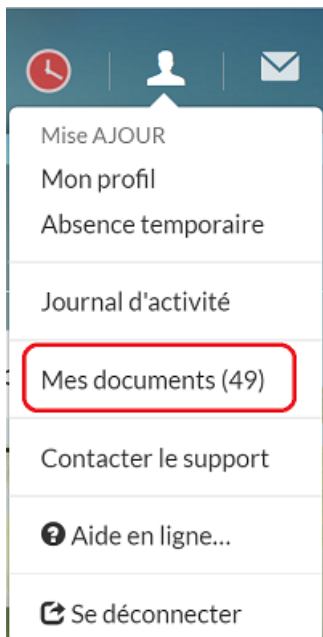 Mise AJOUR
Mon profil
Absence temporaire
Journal d'activité
Mes documents (49)
Contacter le support
Aide en ligne...
Se déconnecter